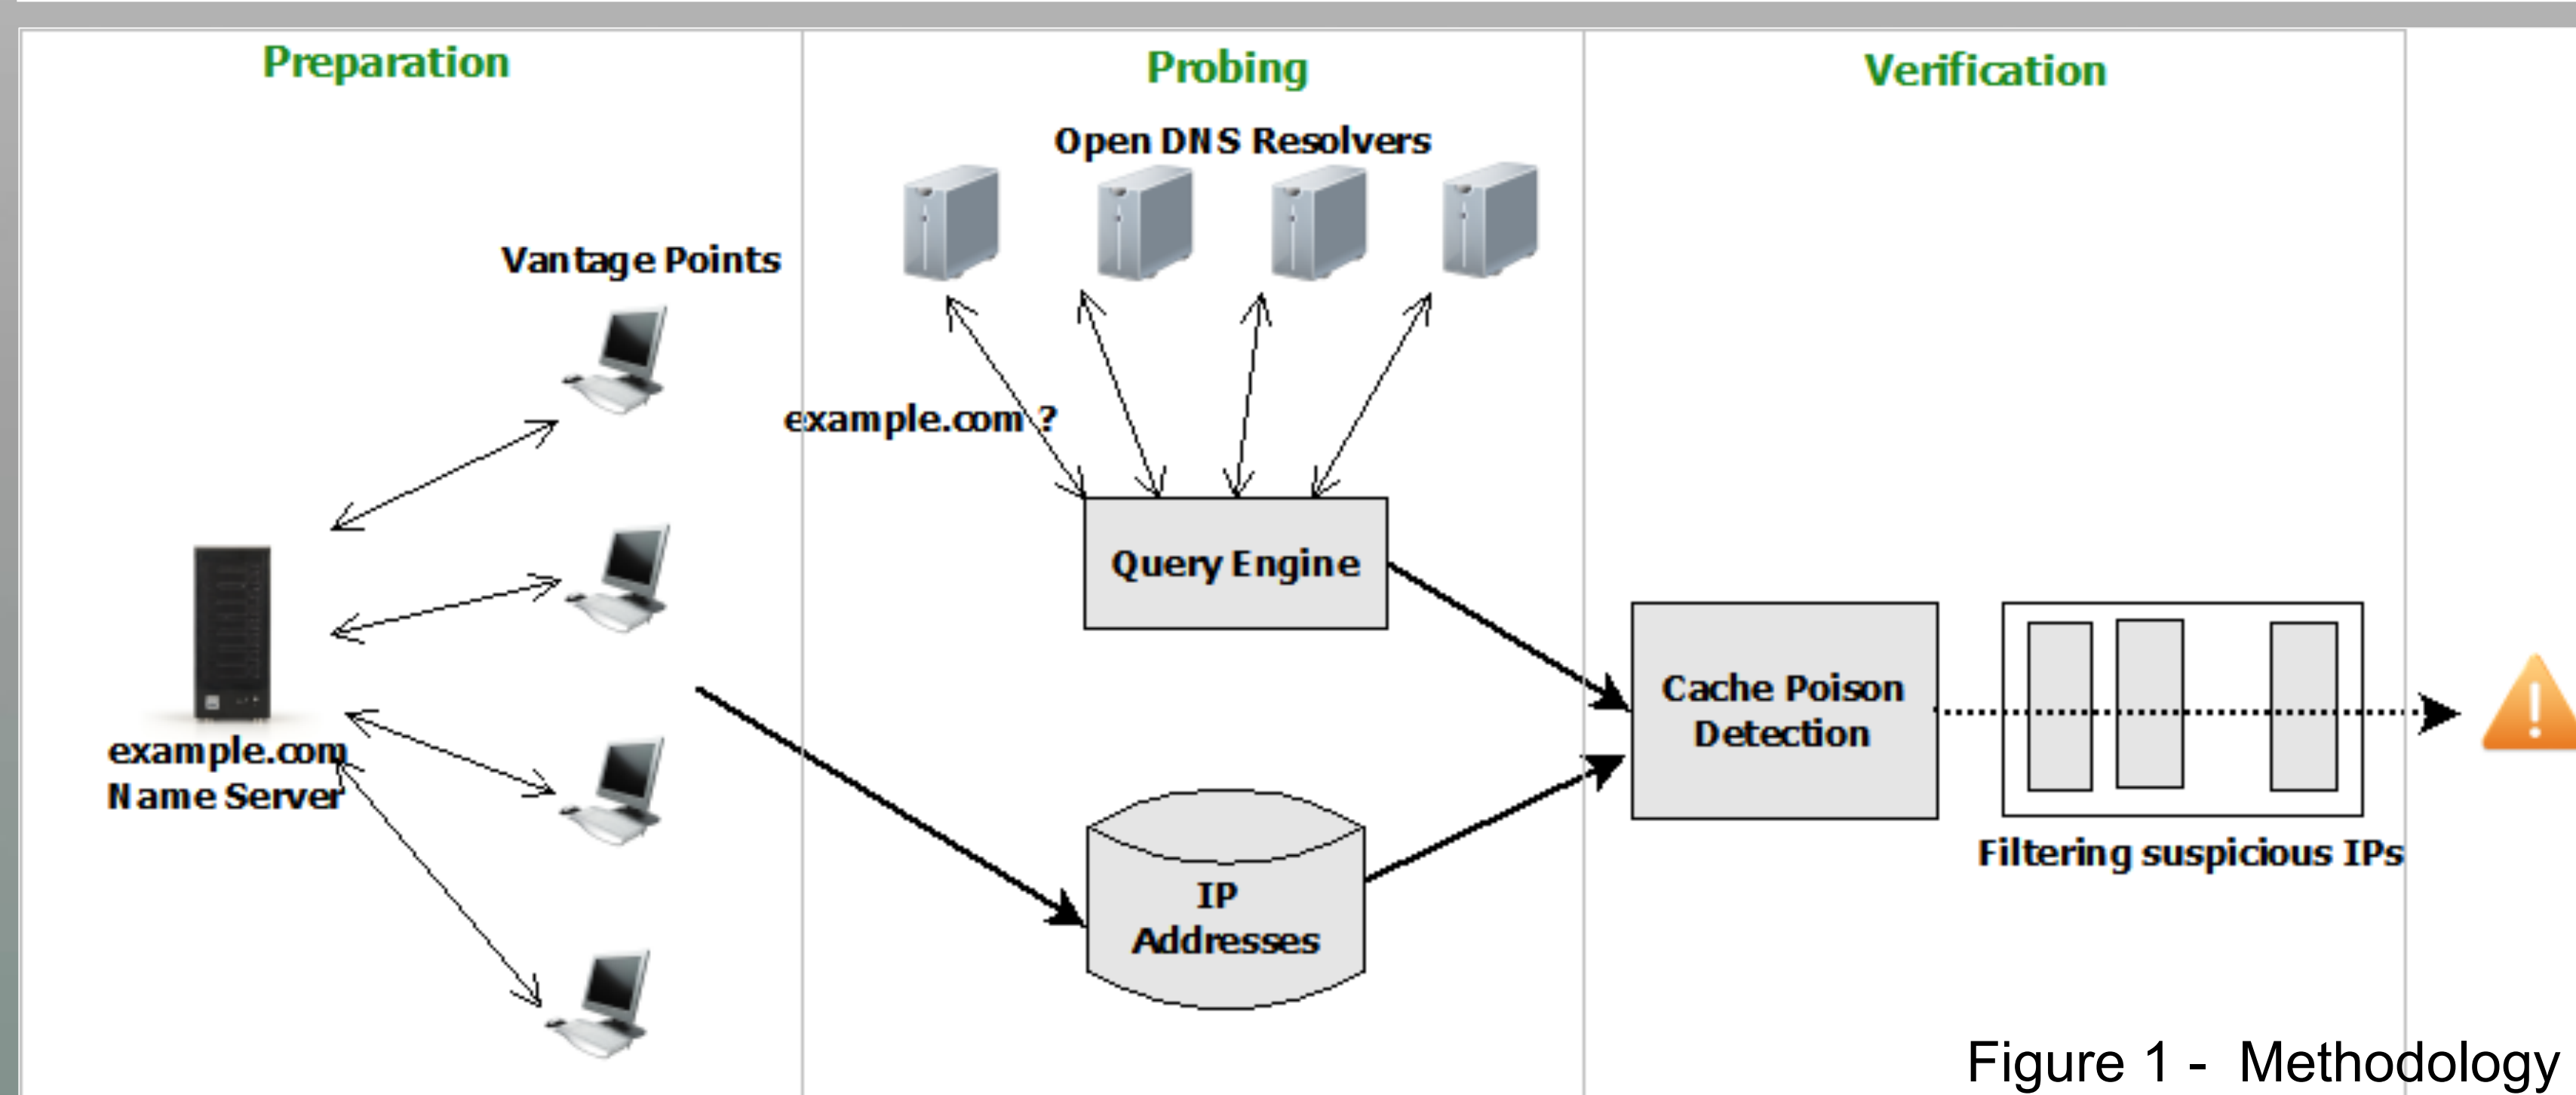 Preparation
Probing
Verification
Open DNS Resolvers
Vantage Points
example.com ?
Query Engine
example.com
Name Server
Cache Poison
Detection
Filtering suspicious IPs
IP
Addresses
Figure 1 - Methodology